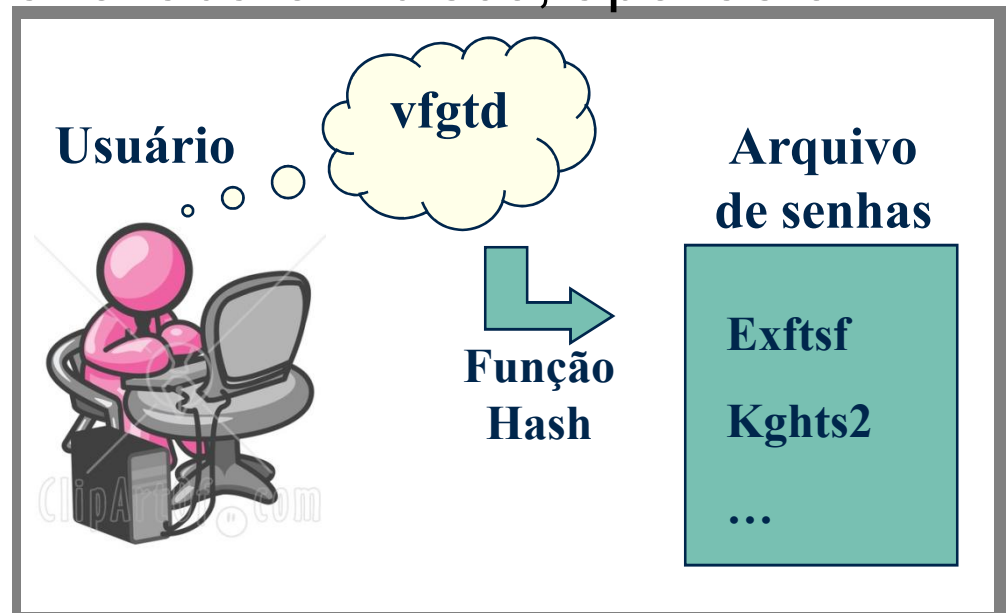 vfgtd
Usuário
Arquivo
de senhas
Função
Hash
Exftsf
Kghts2
...